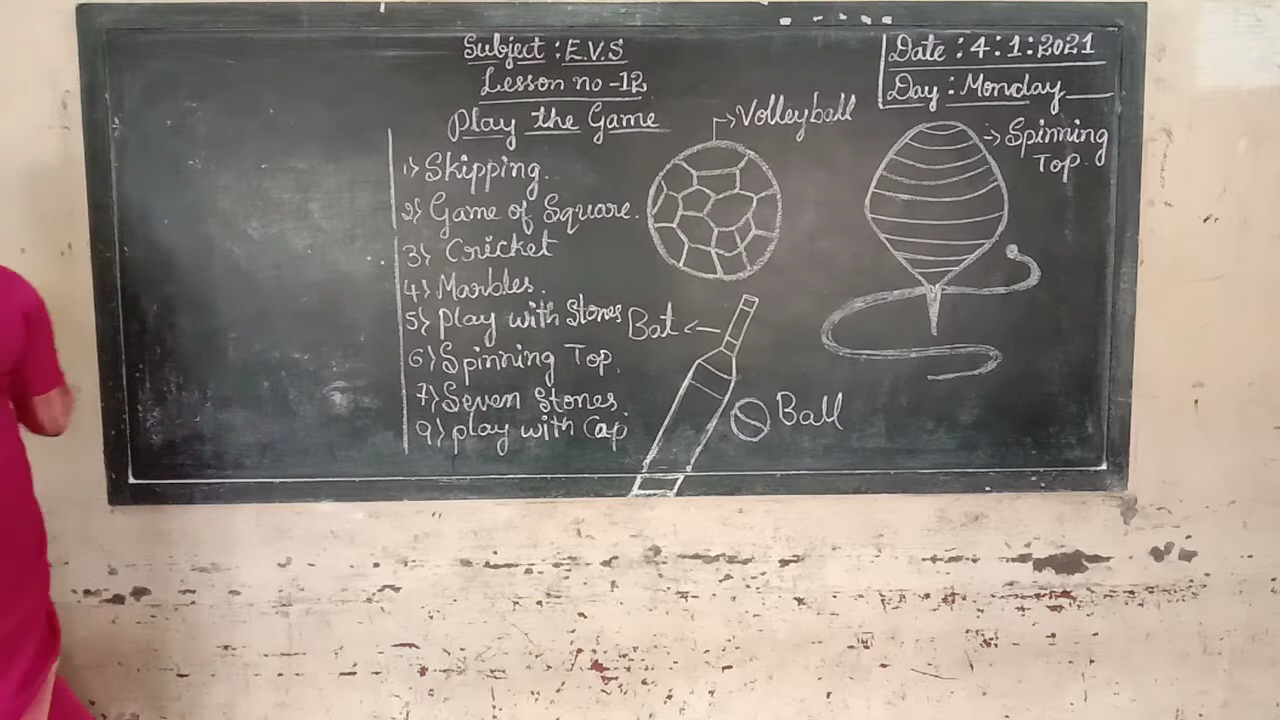 Subject : E.V.S
Lesson no -12
Play the Game
Date : 4:1:2021
Day : Monday
1) Skipping.
2) Game of Square.
3) Cricket
4) Marbles.
5) Play with Stones
6) Spinning Top.
7) Seven Stones.
9) Play with Cap
Volleyball
Spinning
Top.
Bat
Ball